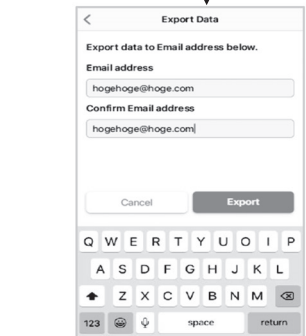 Export Data
Export data to Email address below.
Email address
hogehoge@hoge.com
Confirm Email address
hogehoge@hoge.com
Cancel Export
Q W E R T Y U O I P
A S D F G H J K L
Z X C V B N M
123 space return